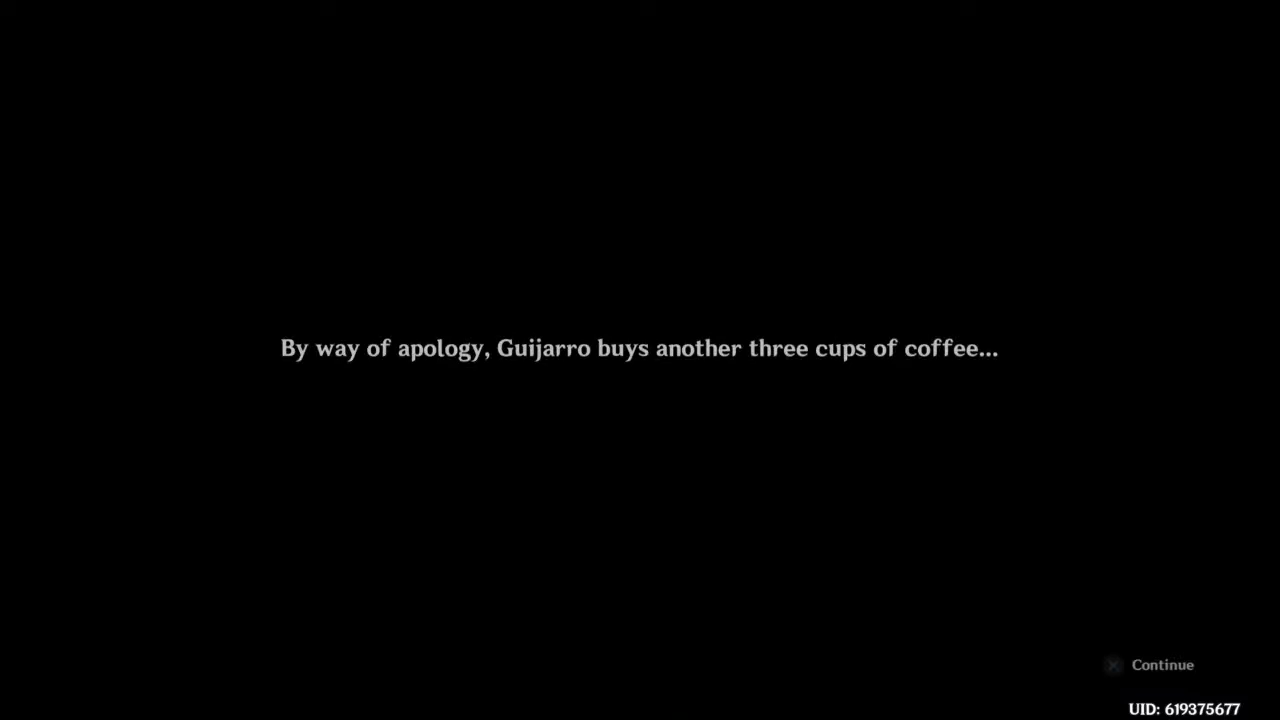 By way of apology, Guijarro buys another three cups of coffee...
Continue
UID: 619375677